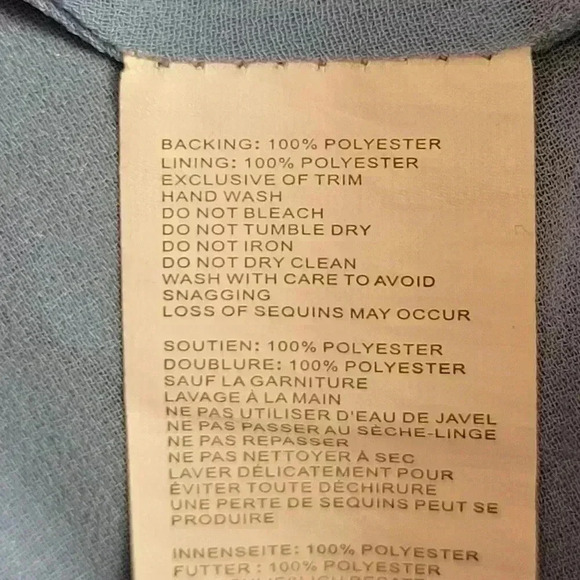 BACKING: 100% POLYESTER
LINING: 100% POLYESTER
EXCLUSIVE OF TRIM
HAND WASH
DO NOT BLEACH
DO NOT TUMBLE DRY
DO NOT IRON
DO NOT DRY CLEAN
WASH WITH CARE TO AVOID
SNAGGING
LOSS OF SEQUINS MAY OCCUR
SOUTIEN: 100% POLYESTER
DOUBLURE: 100% POLYESTER
SAUF LA GARNITURE
LAVAGE À LA MAIN
NE PAS UTILISER D'EAU DE JAVEL
NE PAS PASSER AU SÈCHE-LINGE
NE PAS REPASSER
NE PAS NETTOYER À SEC
LAVER DÉLICATEMENT POUR
ÉVITER TOUTE DÉCHIRURE
UNE PERTE DE SEQUINS PEUT SE
PRODUIRE
INNENSEITE: 100% POLYESTER
FUTTER : 100% POLYESTER